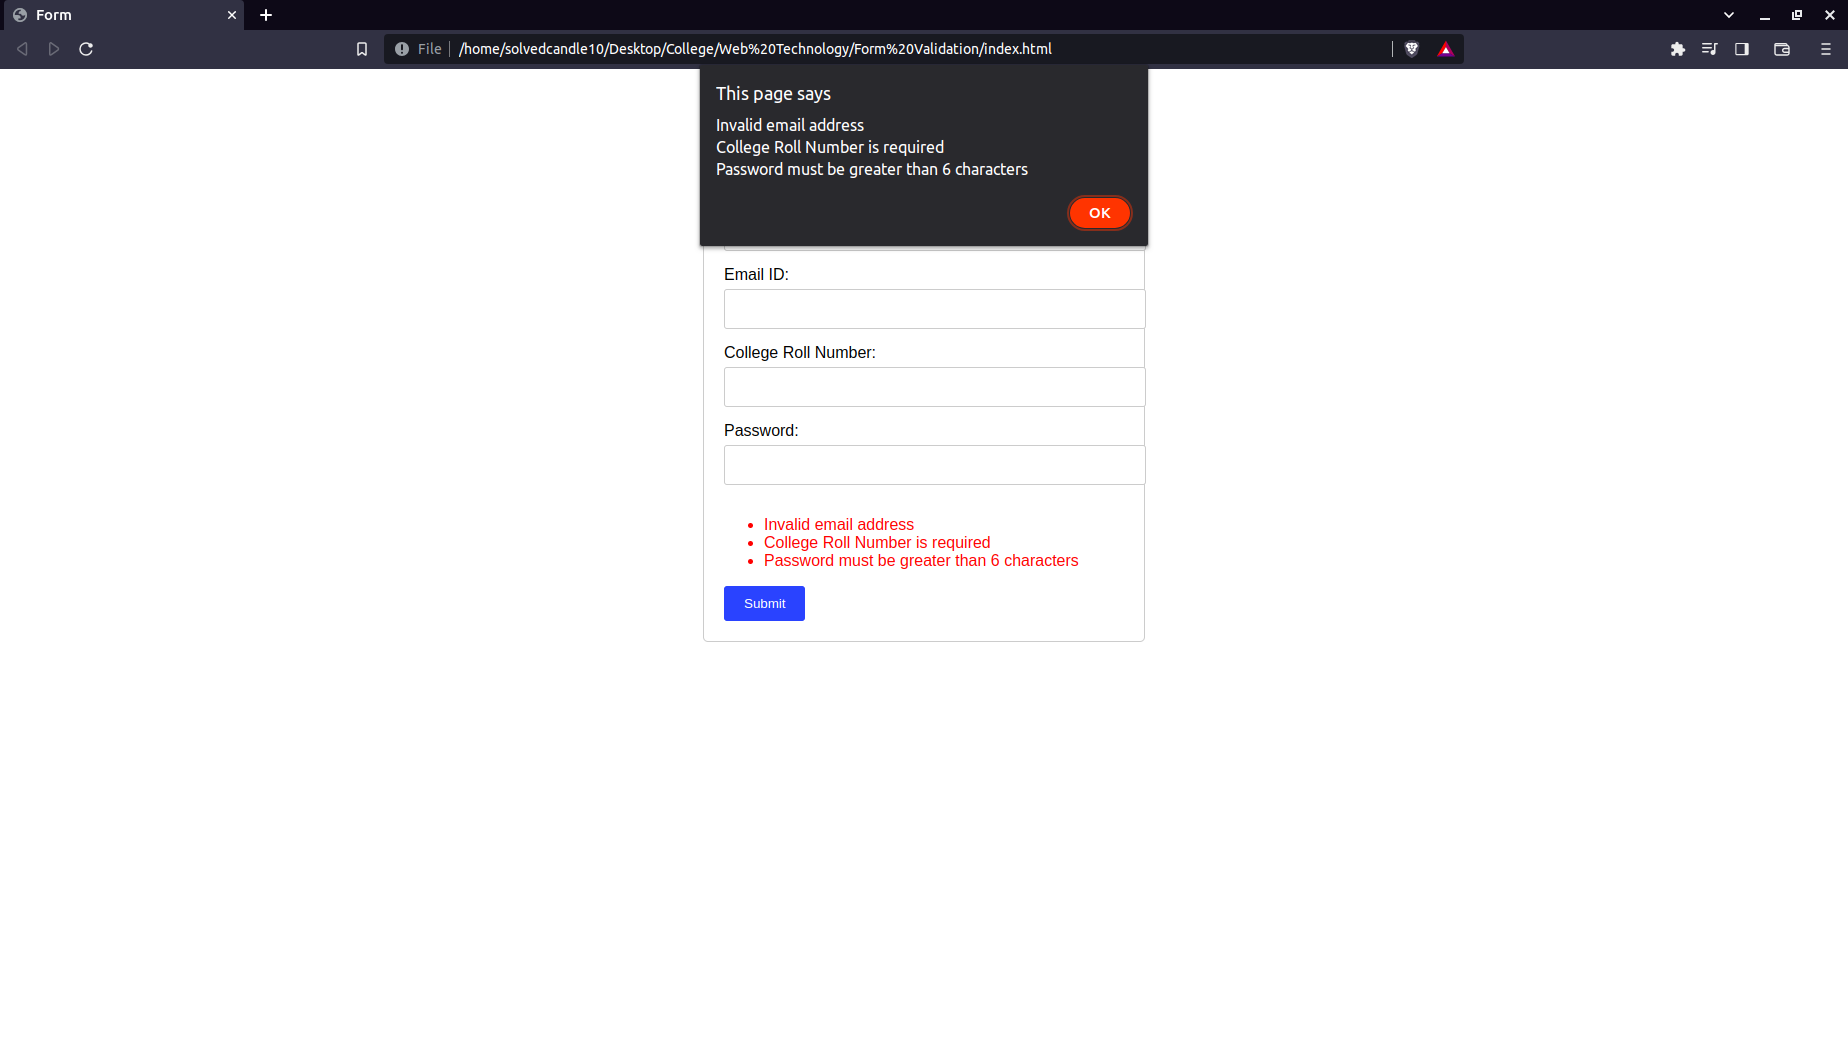 Form
File
/home/solvedcandle10/Desktop/College/Web%20Technology/Form%20Validation/index.html
This page says
Invalid email address
College Roll Number is required
Password must be greater than 6 characters
OK
Email ID:
College Roll Number:
Password:
Invalid email address
College Roll Number is required
Password must be greater than 6 characters
Submit